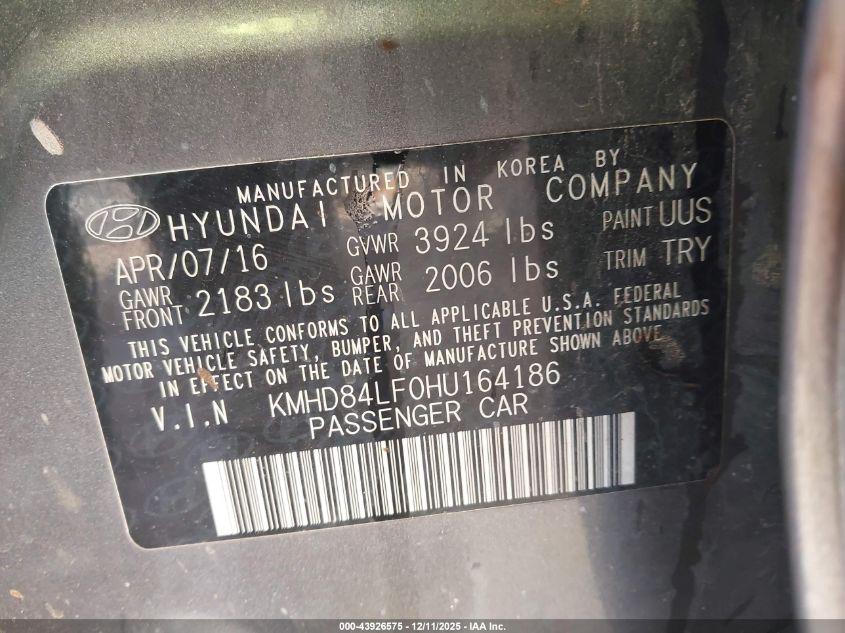 MANUFACTURED IN KOREA BY
HYUNDAI MOTOR COMPANY
APR/07/16 GVWR 3924 lbs PAINT UUS
GAWR FRONT 2183 lbs GAWR REAR 2006 lbs TRIM TRY
THIS VEHICLE CONFORMS TO ALL APPLICABLE U.S.A. FEDERAL
MOTOR VEHICLE SAFETY, BUMPER, AND THEFT PREVENTION STANDARDS
IN EFFECT ON THE DATE OF MANUFACTURE SHOWN ABOVE.
V.I.N KMHD84LF0HU164186
PASSENGER CAR
000-43926575 - 12/11/2025 - IAA Inc.